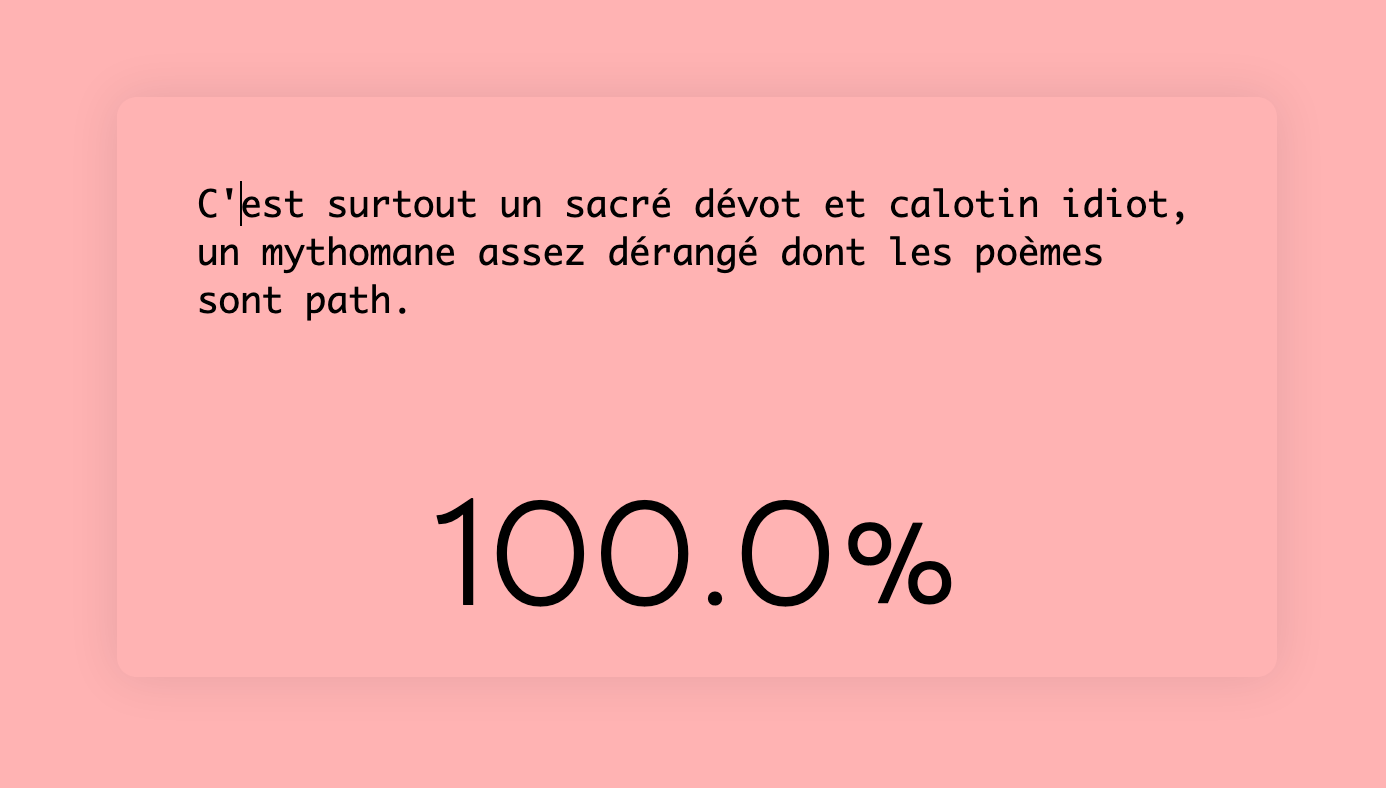 C'est surtout un sacré dévot et calotin idiot,
un mythomane assez dérangé dont les poèmes
sont path.
100.0%